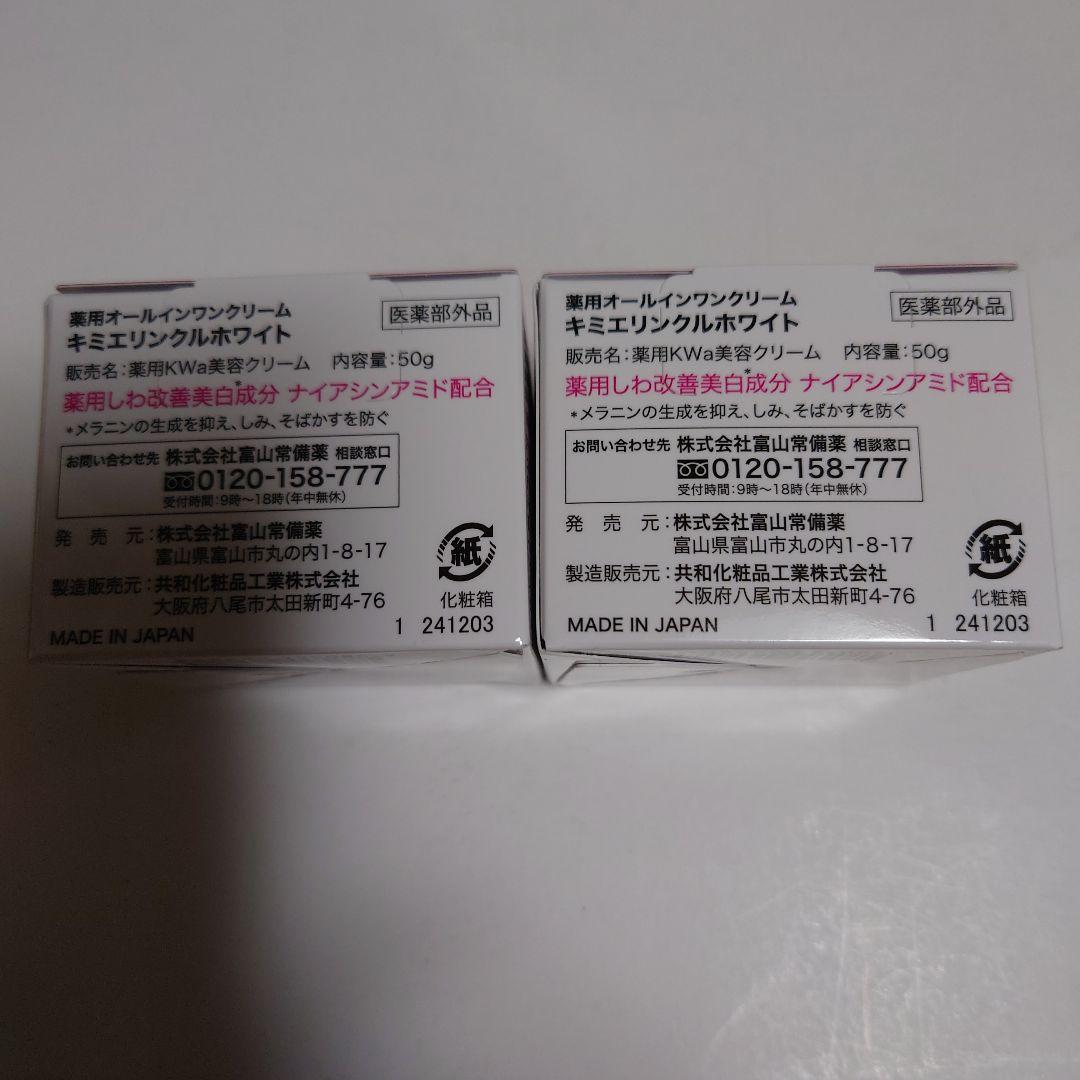 薬用オールインワンクリーム
キミエリンクルホワイト
医薬部外品
販売名:薬用KWa美容クリーム 内容量:50g
薬用しわ改善美白*成分 ナイアシンアミド配合
*メラニンの生成を抑え、しみ、そばかすを防ぐ
お問い合わせ先 株式会社富山常備薬 相談窓口
0120-158-777
受付時間:9時〜18時(年中無休)
発売元:株式会社富山常備薬
富山県富山市丸の内1-8-17
製造販売元:共和化粧品工業株式会社
大阪府八尾市太田新町4-76
紙
化粧箱
MADE IN JAPAN
1 241203
薬用オールインワンクリーム
キミエリンクルホワイト
医薬部外品
販売名:薬用KWa美容クリーム 内容量:50g
薬用しわ改善美白*成分 ナイアシンアミド配合
*メラニンの生成を抑え、しみ、そばかすを防ぐ
お問い合わせ先 株式会社富山常備薬 相談窓口
0120-158-777
受付時間:9時〜18時(年中無休)
発売元:株式会社富山常備薬
富山県富山市丸の内1-8-17
製造販売元:共和化粧品工業株式会社
大阪府八尾市太田新町4-76
紙
化粧箱
MADE IN JAPAN
1 241203